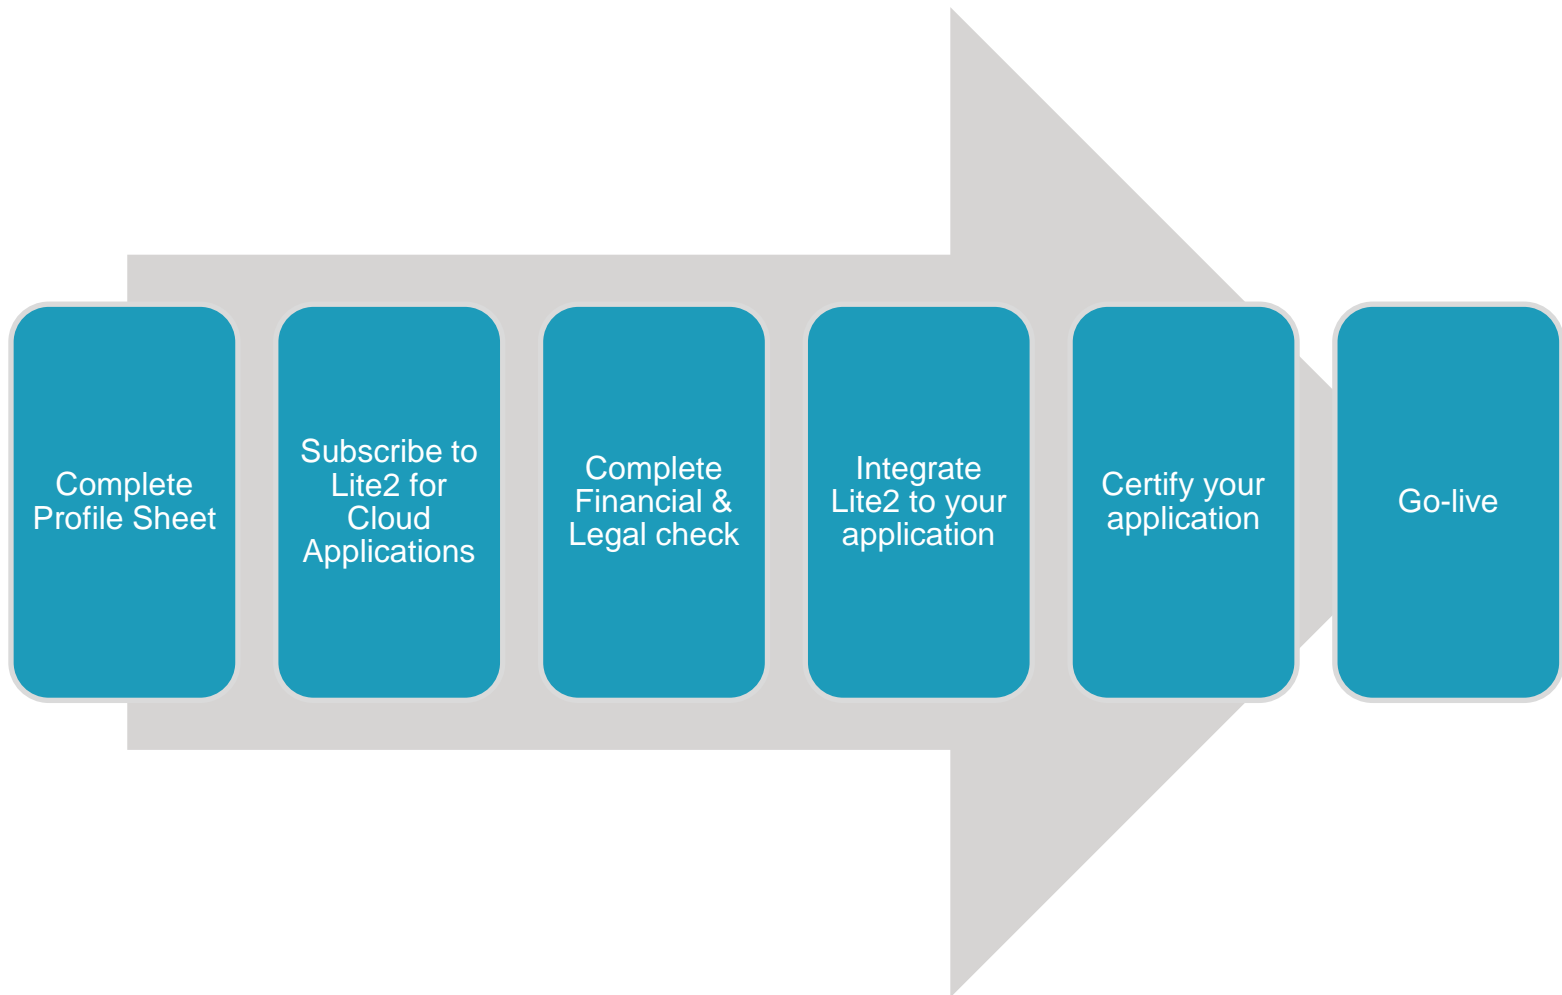 Complete
Profile Sheet
Subscribe to
Lite2 for
Cloud
Applications
Complete
Financial &
Legal check
Integrate
Lite2 to your
application
Certify your
application
Go-live